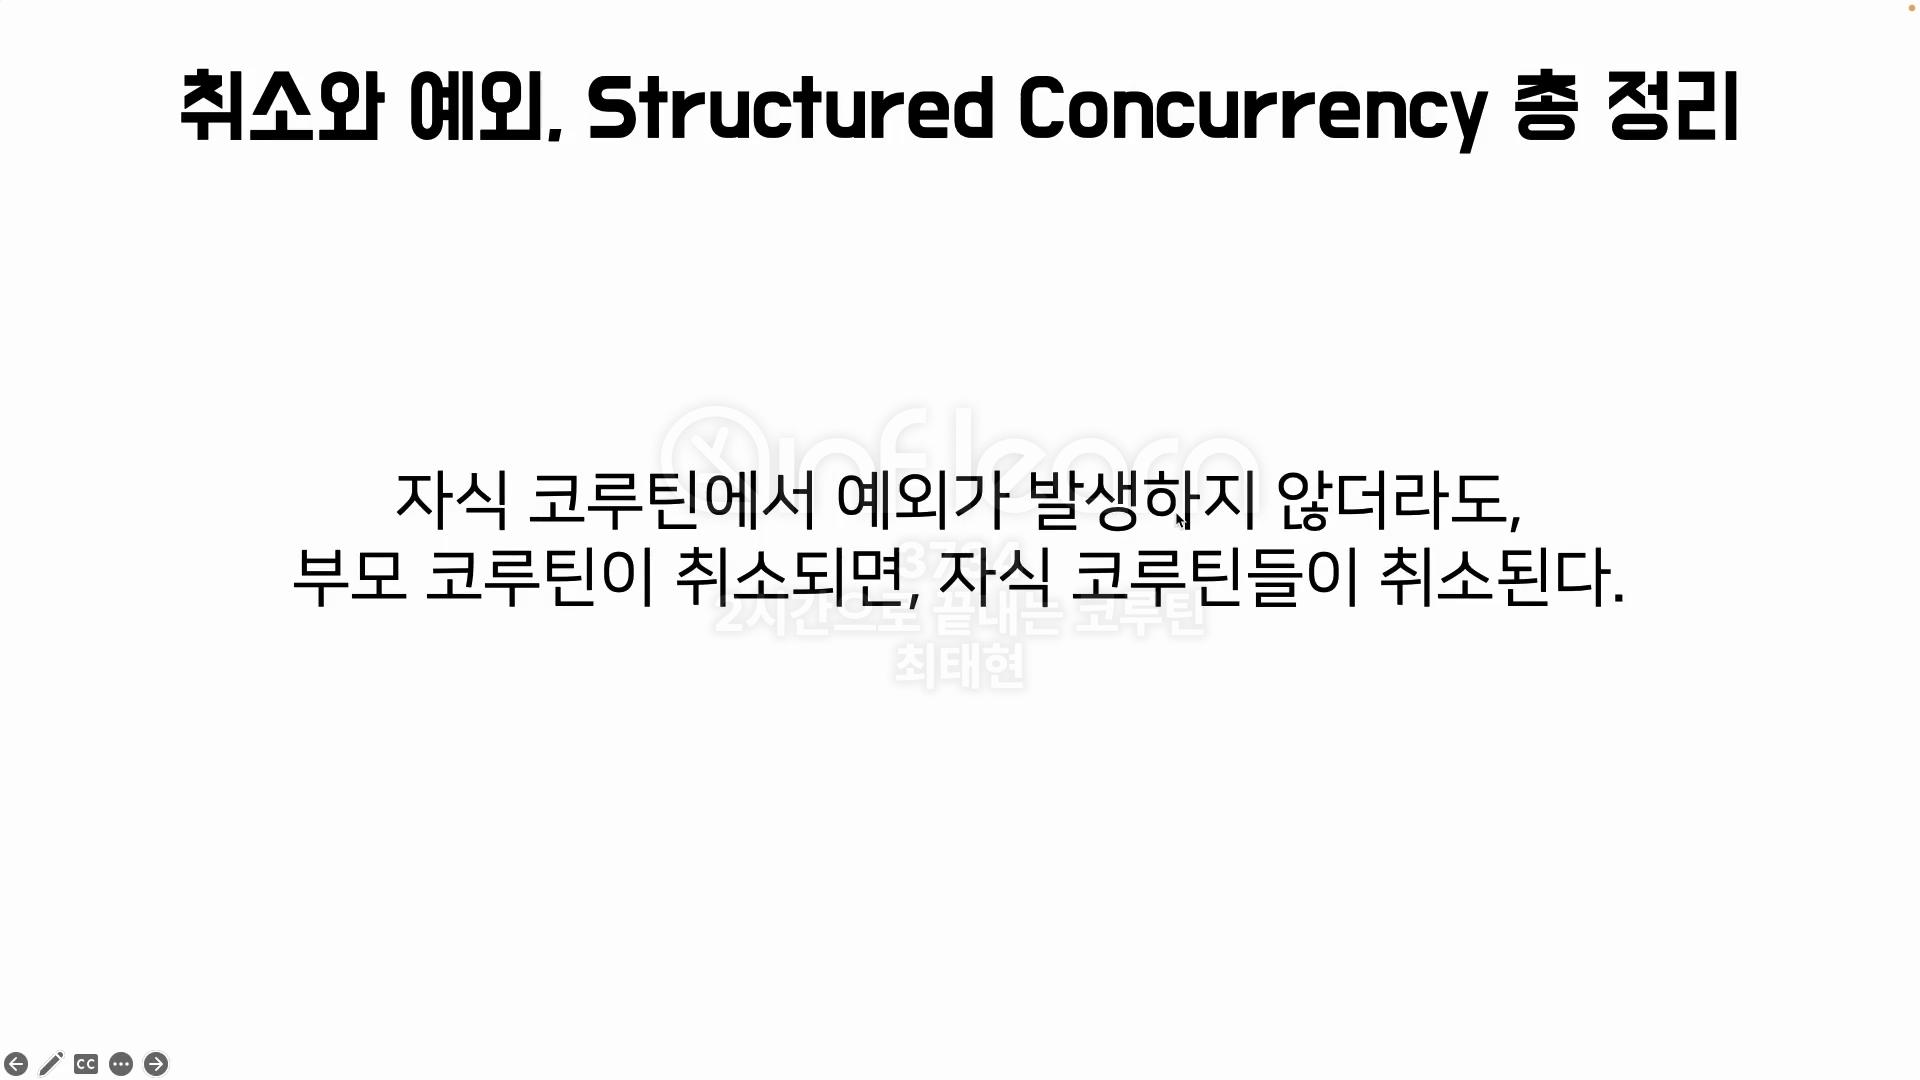 취소와 예외, Structured Concurrency 총 정리
inflearn
자식 코루틴에서 예외가 발생하지 않더라도,
3734
부모 코루틴이 취소되면, 자식 코루틴들이 취소된다.
2시간으로 끝내는 코루틴
최태현
CC